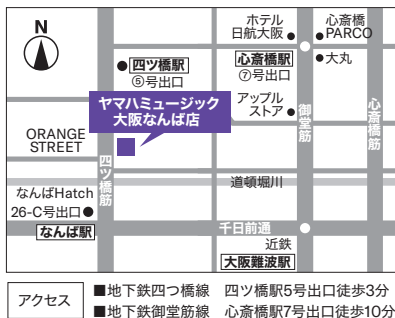 N
ホテル
日航大阪
心斎橋
PARCO
四ツ橋駅
⑤号出口
心斎橋駅
⑦号出口
大丸
ヤマハミュージック
大阪なんば店
アップル
ストア
御堂筋
心斎橋筋
ORANGE
STREET
四ツ橋筋
なんばHatch
26-C号出口
なんば駅
道頓堀川
千日前通
近鉄
大阪難波駅
アクセス
■地下鉄四つ橋線 四ツ橋駅5号出口徒歩3分
■地下鉄御堂筋線 心斎橋駅7号出口徒歩10分